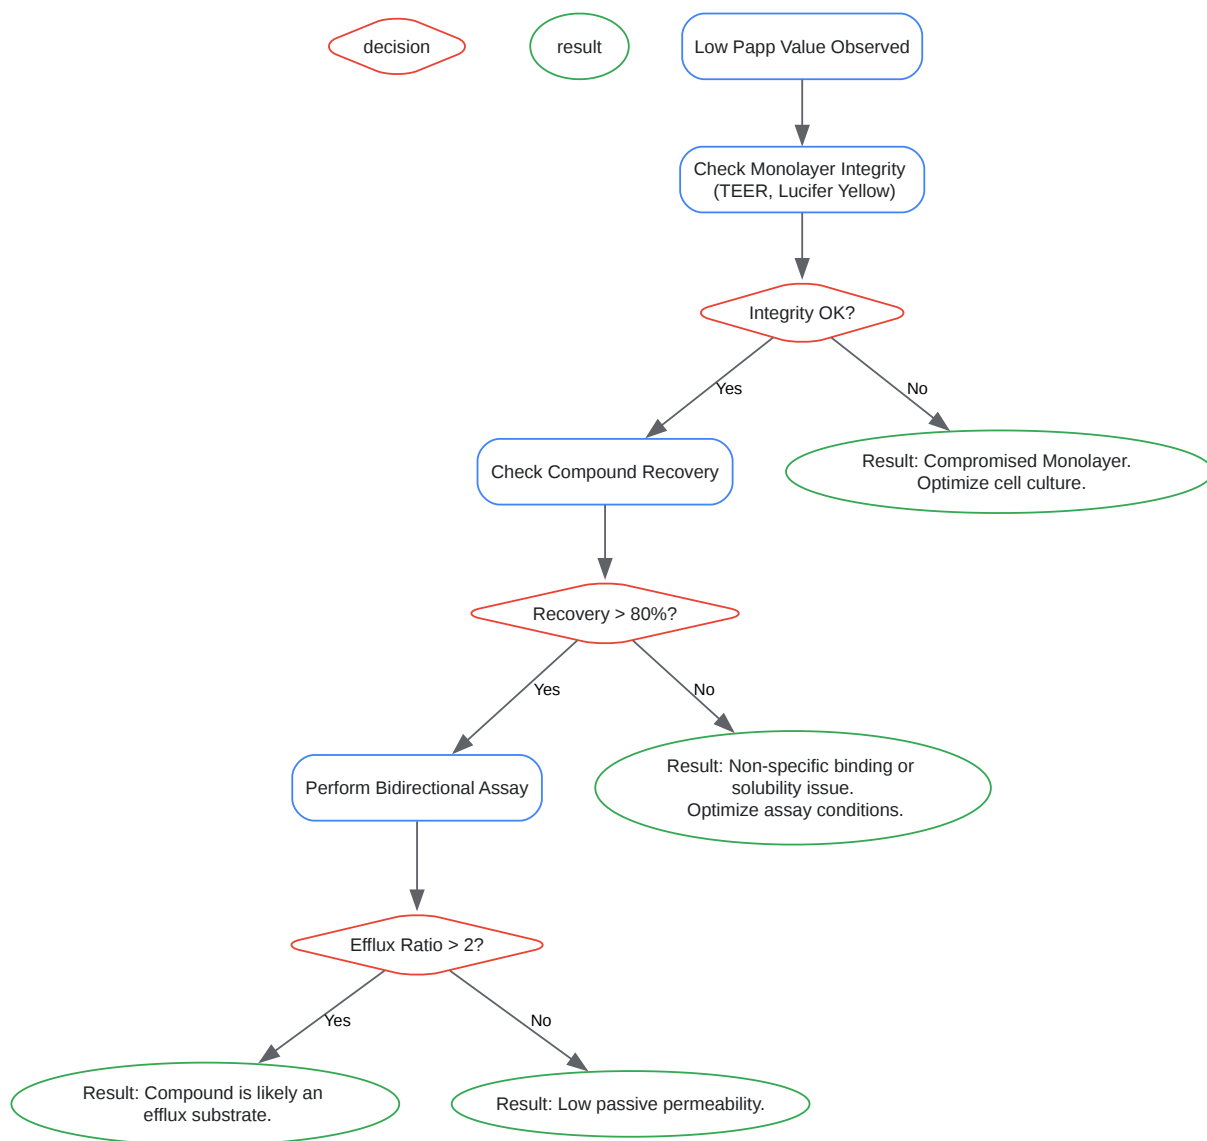 decision
result
Low Papp Value Observed
Check Monolayer Integrity
(TEER, Lucifer Yellow)
Integrity OK?
Yes
No
Check Compound Recovery
Result: Compromised Monolayer.
Optimize cell culture.
Recovery > 80%?
Yes
No
Perform Bidirectional Assay
Result: Non-specific binding or
solubility issue.
Optimize assay conditions.
Efflux Ratio > 2?
Yes
No
Result: Compound is likely an
efflux substrate.
Result: Low passive permeability.